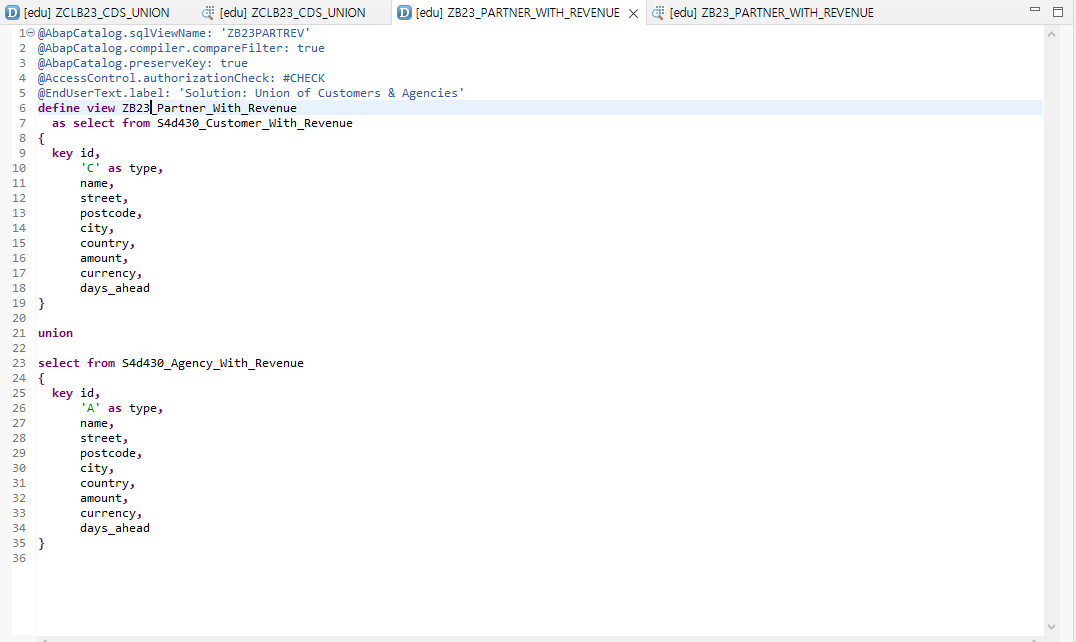 [edu] ZCLB23_CDS_UNION [edu] ZCLB23_CDS_UNION [edu] ZB23_PARTNER_WITH_REVENUE [edu] ZB23_PARTNER_WITH_REVENUE
1 @AbapCatalog.sqlViewName: 'ZB23PARTREV'
2 @AbapCatalog.compiler.compareFilter: true
3 @AbapCatalog.preserveKey: true
4 @AccessControl.authorizationCheck: #CHECK
5 @EndUserText.label: 'Solution: Union of Customers & Agencies'
6 define view ZB23_Partner_With_Revenue
7 as select from S4d430_Customer_With_Revenue
8 {
9 key id,
10 'C' as type,
11 name,
12 street,
13 postcode,
14 city,
15 country,
16 amount,
17 currency,
18 days_ahead
19 }
20
21 union
22
23 select from S4d430_Agency_With_Revenue
24 {
25 key id,
26 'A' as type,
27 name,
28 street,
29 postcode,
30 city,
31 country,
32 amount,
33 currency,
34 days_ahead
35 }
36